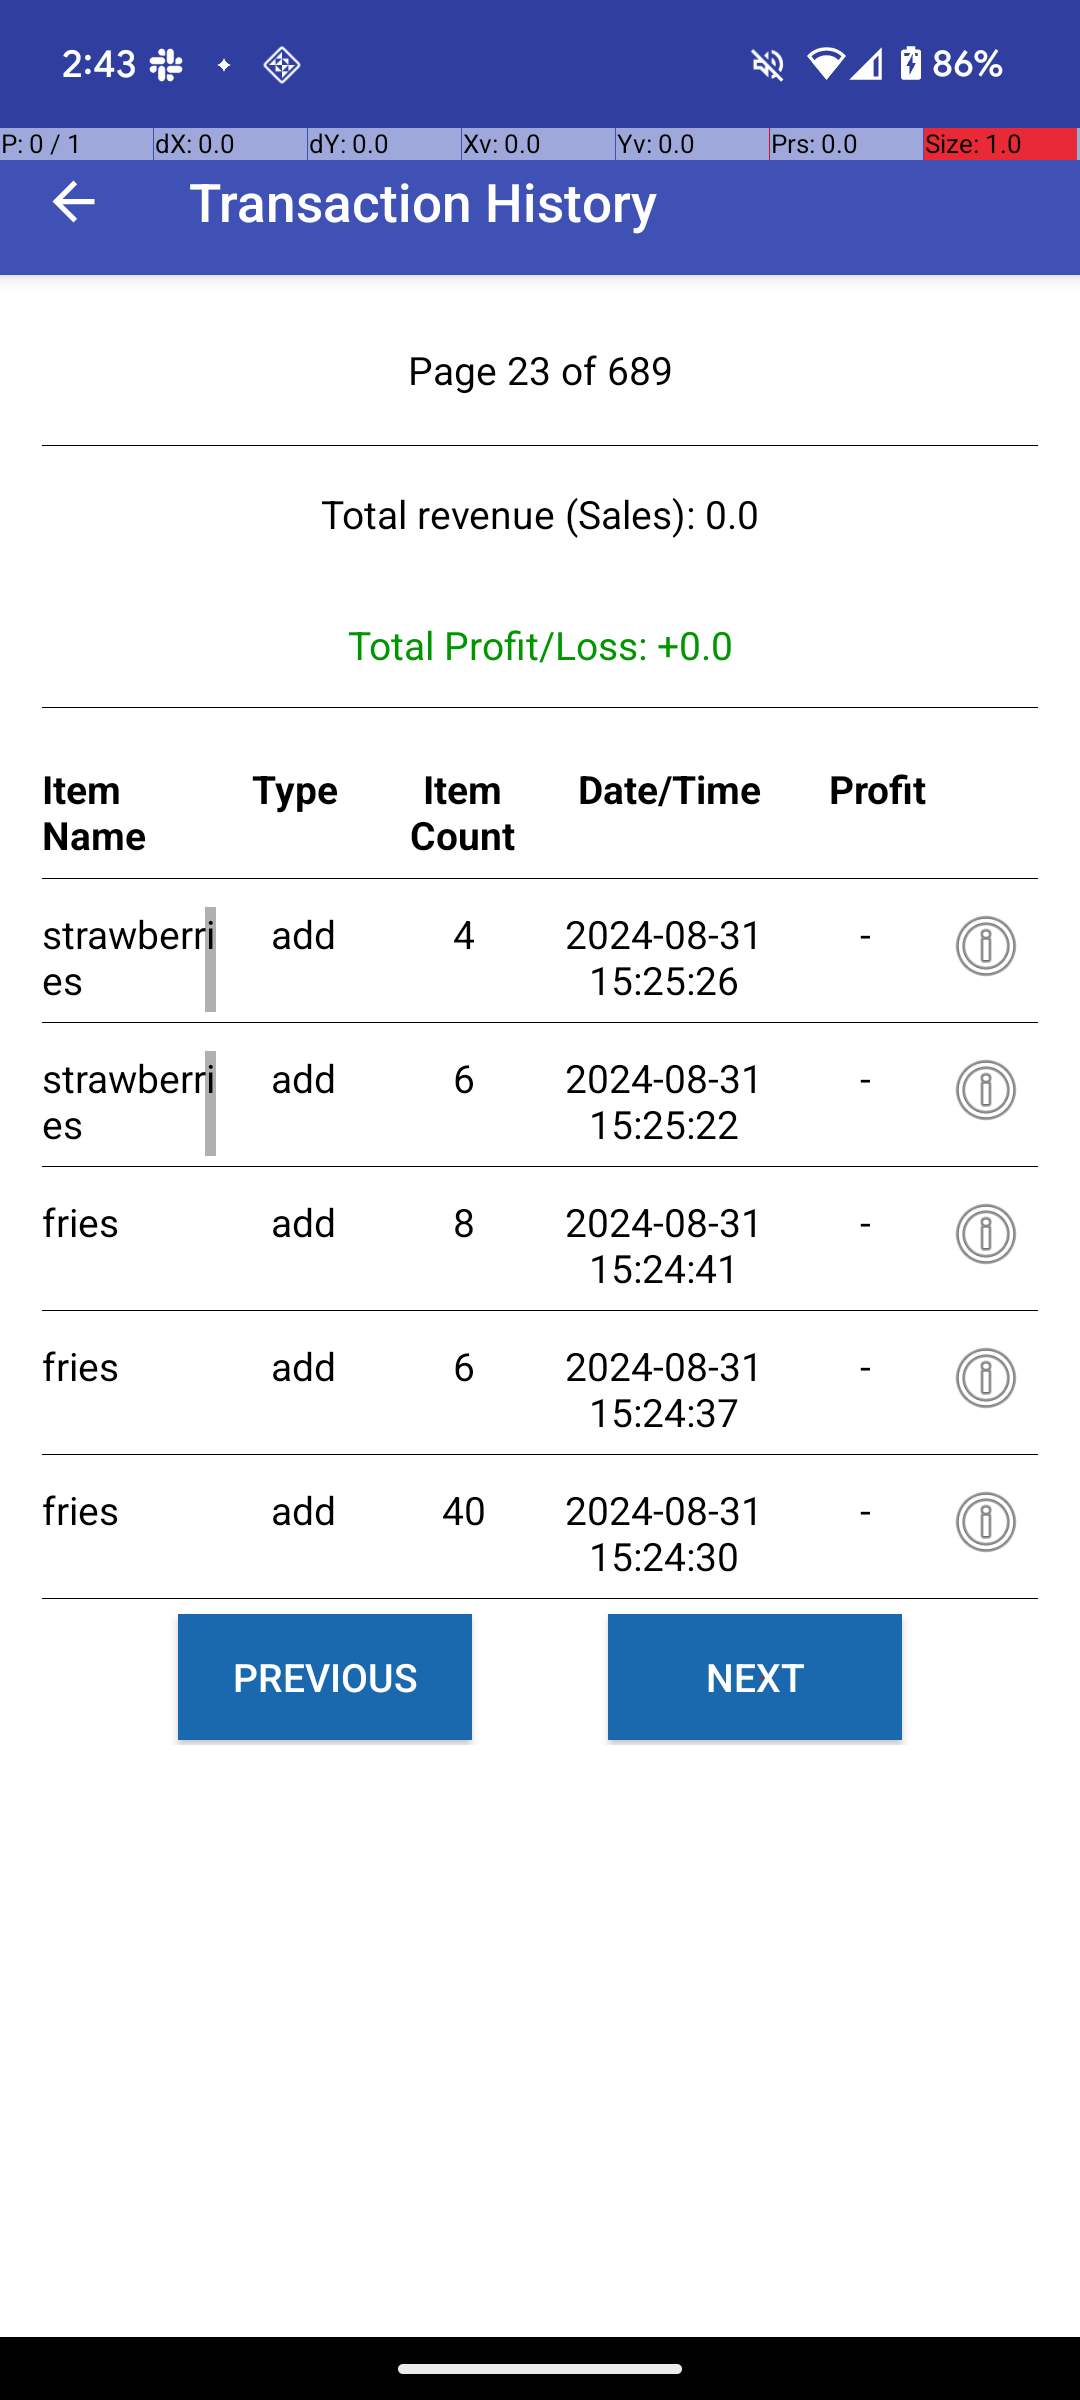 2:43 86%
P: 0 / 1 dX: 0.0 dY: 0.0 Xv: 0.0 Yv: 0.0 Prs: 0.0 Size: 1.0
Transaction History
Page 23 of 689
Total revenue (Sales): 0.0
Total Profit/Loss: +0.0
Item Type Item Date/Time Profit
Name Count
strawberri add 4 2024-08-31 -
es 15:25:26
strawberri add 6 2024-08-31 -
es 15:25:22
fries add 8 2024-08-31 -
15:24:41
fries add 6 2024-08-31 -
15:24:37
fries add 40 2024-08-31 -
15:24:30
PREVIOUS NEXT